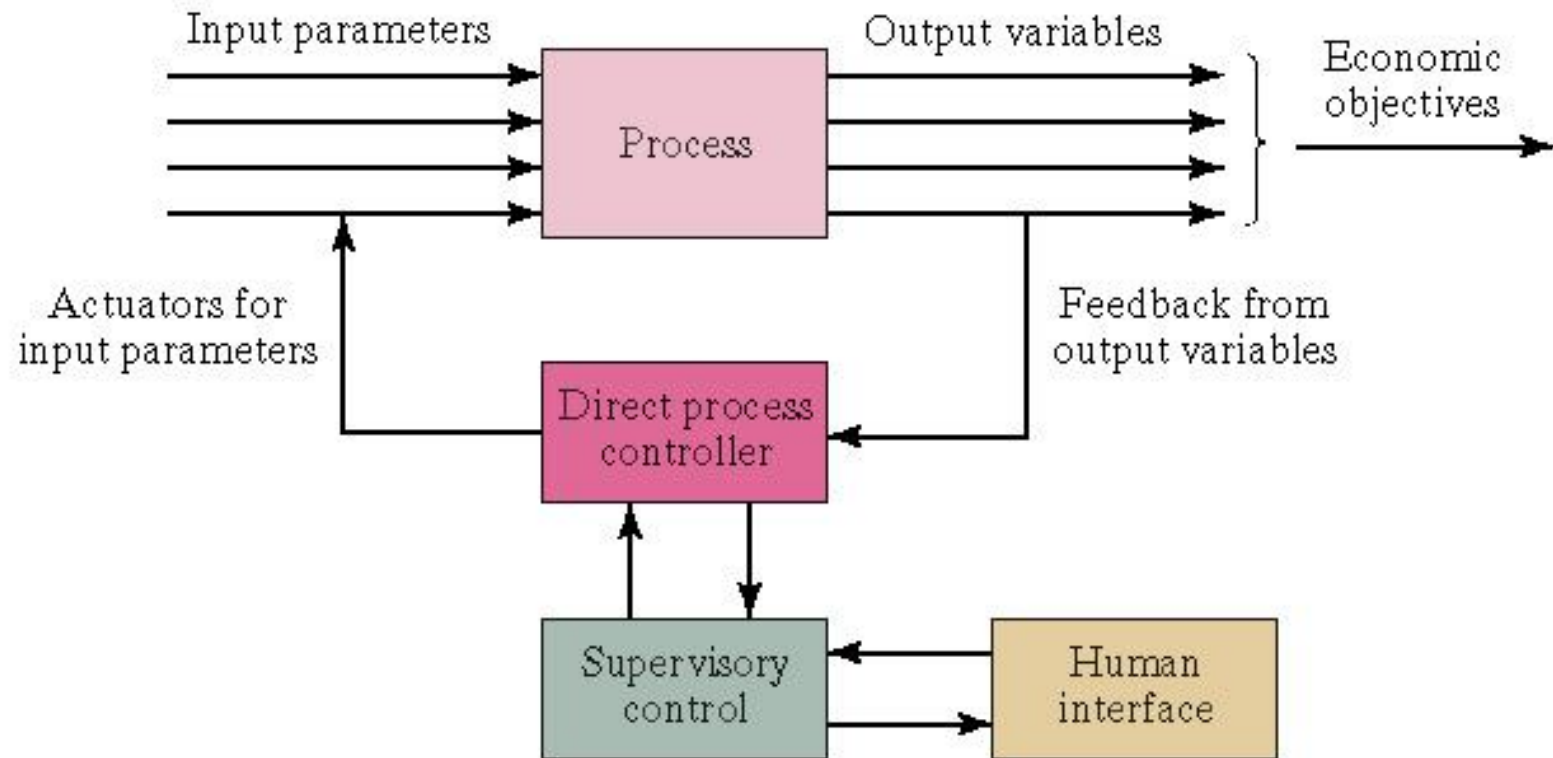 Input parameters
Output variables
Economic
objectives
Process
Actuators for
input parameters
Feedback from
output variables
Direct process
controller
Supervisory
control
Human
interface